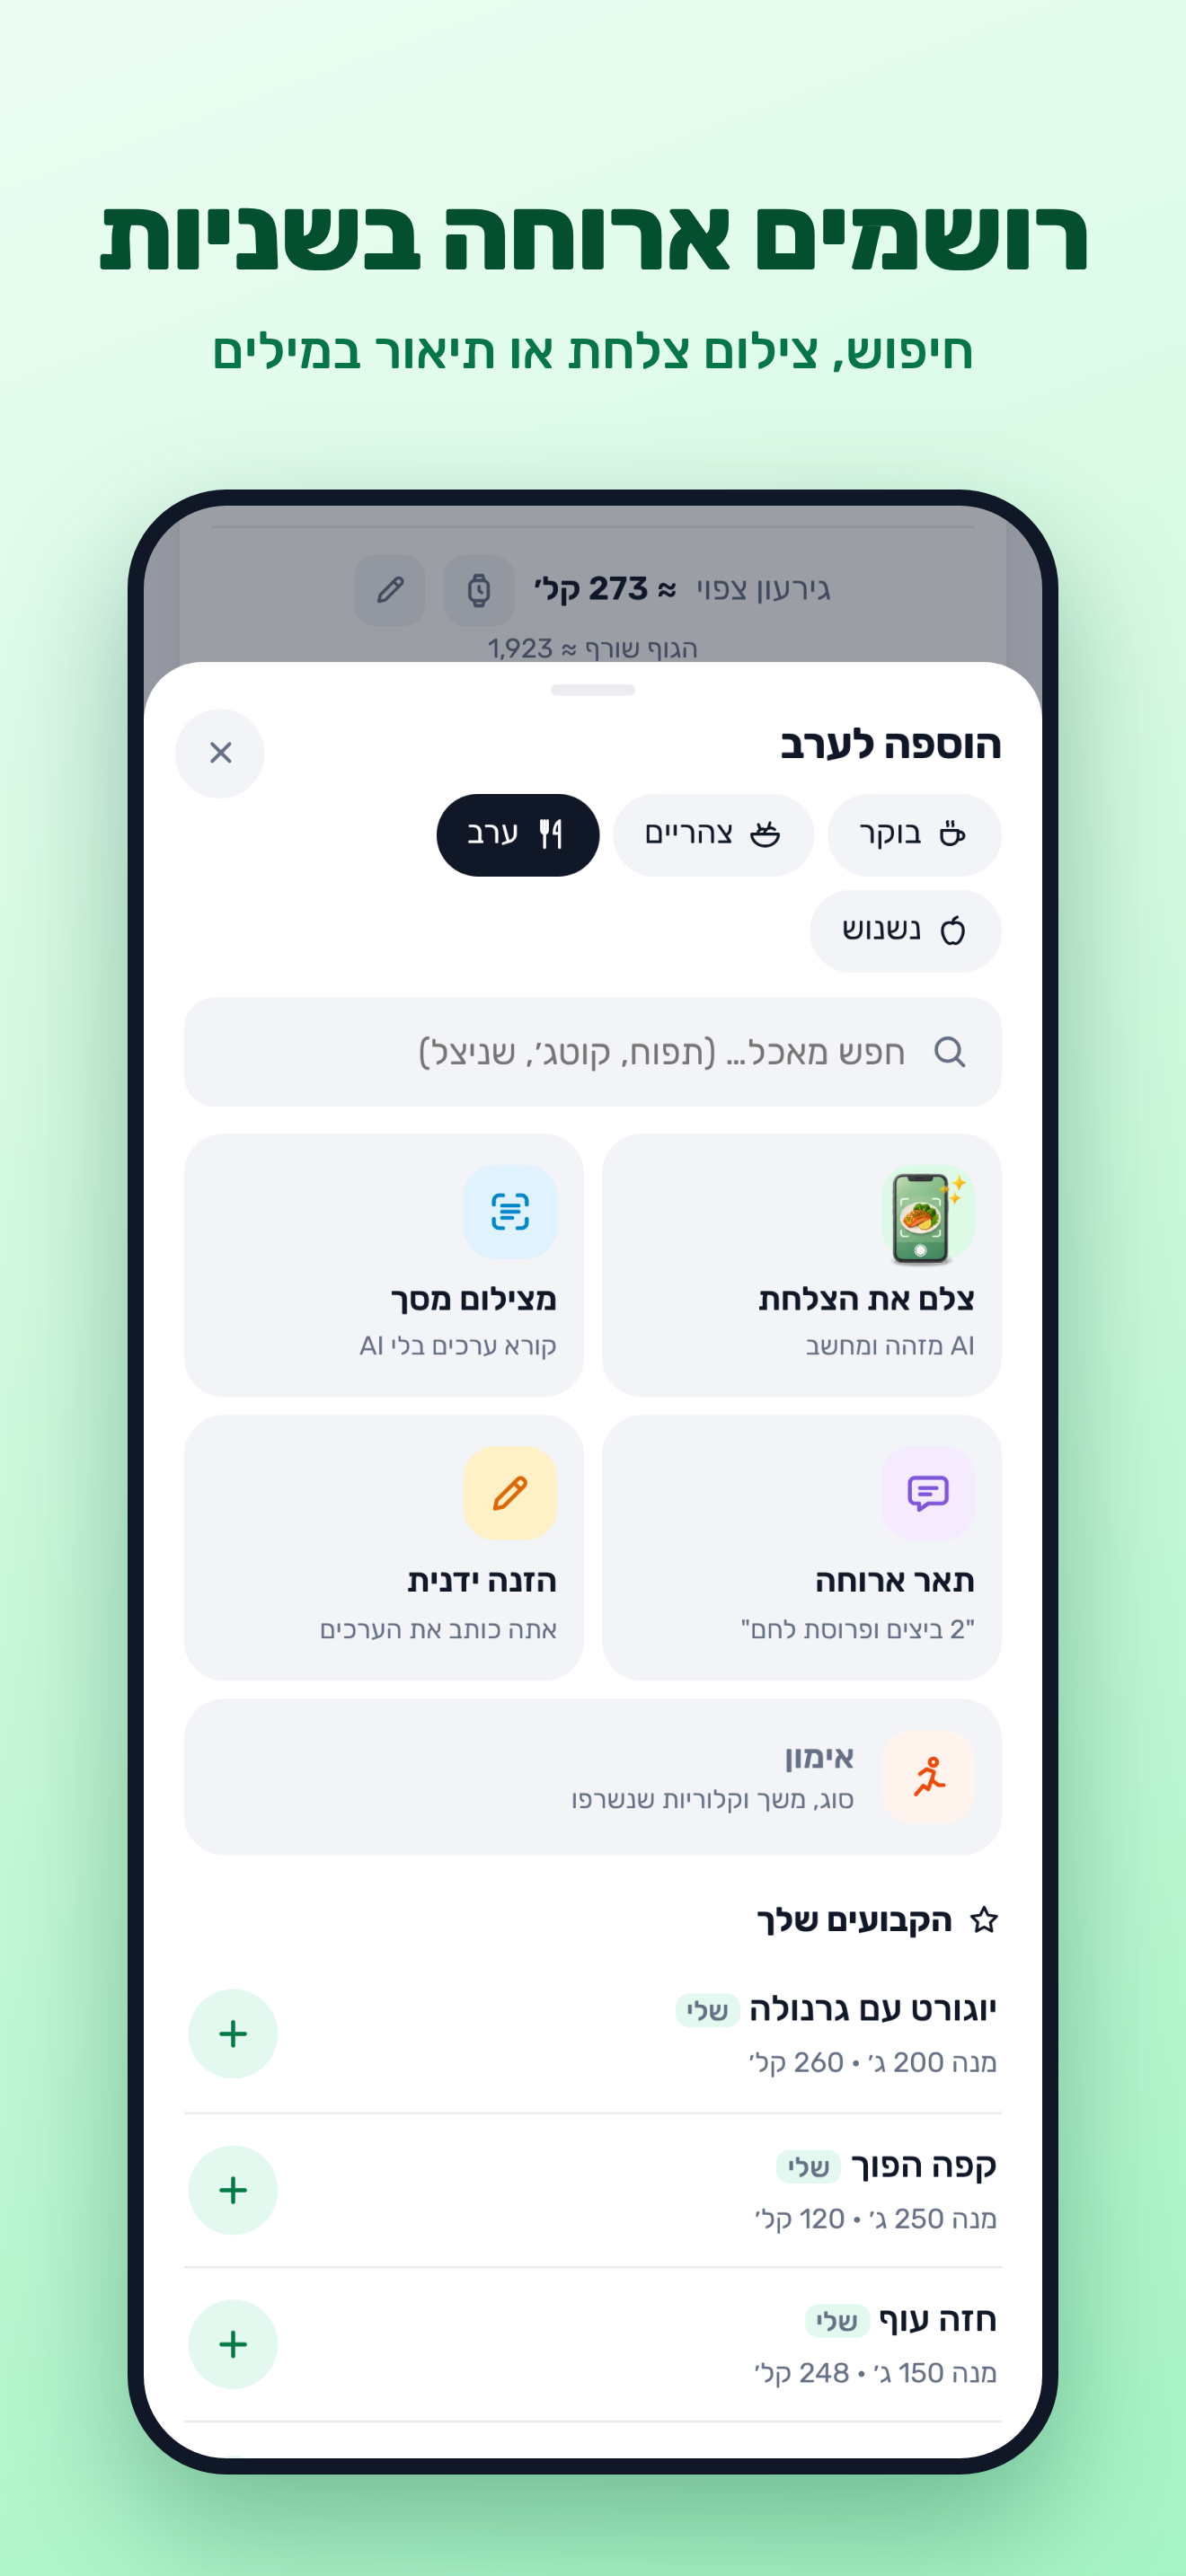 רושמים ארוחה בשניות
חיפוש, צילום צלחת או תיאור במילים
גירעון צפוי ≈ 273 קל׳
הגוף שורף ≈ 1,923
הוספה לערב
בוקר צהריים ערב
נשנוש
חפש מאכל... (תפוח, קוטג׳, שניצל)
צלם את הצלחת
AI מזהה ומחשב
מצילום מסך
קורא ערכים בלי AI
תאר ארוחה
"2 ביצים ופרוסת לחם"
הזנה ידנית
אתה כותב את הערכים
אימון
סוג, משך וקלוריות שנשרפו
הקבועים שלך
יוגורט עם גרנולה שלי
מנה 200 ג׳ • 260 קל׳
קפה הפוך שלי
מנה 250 ג׳ • 120 קל׳
חזה עוף שלי
מנה 150 ג׳ • 248 קל׳